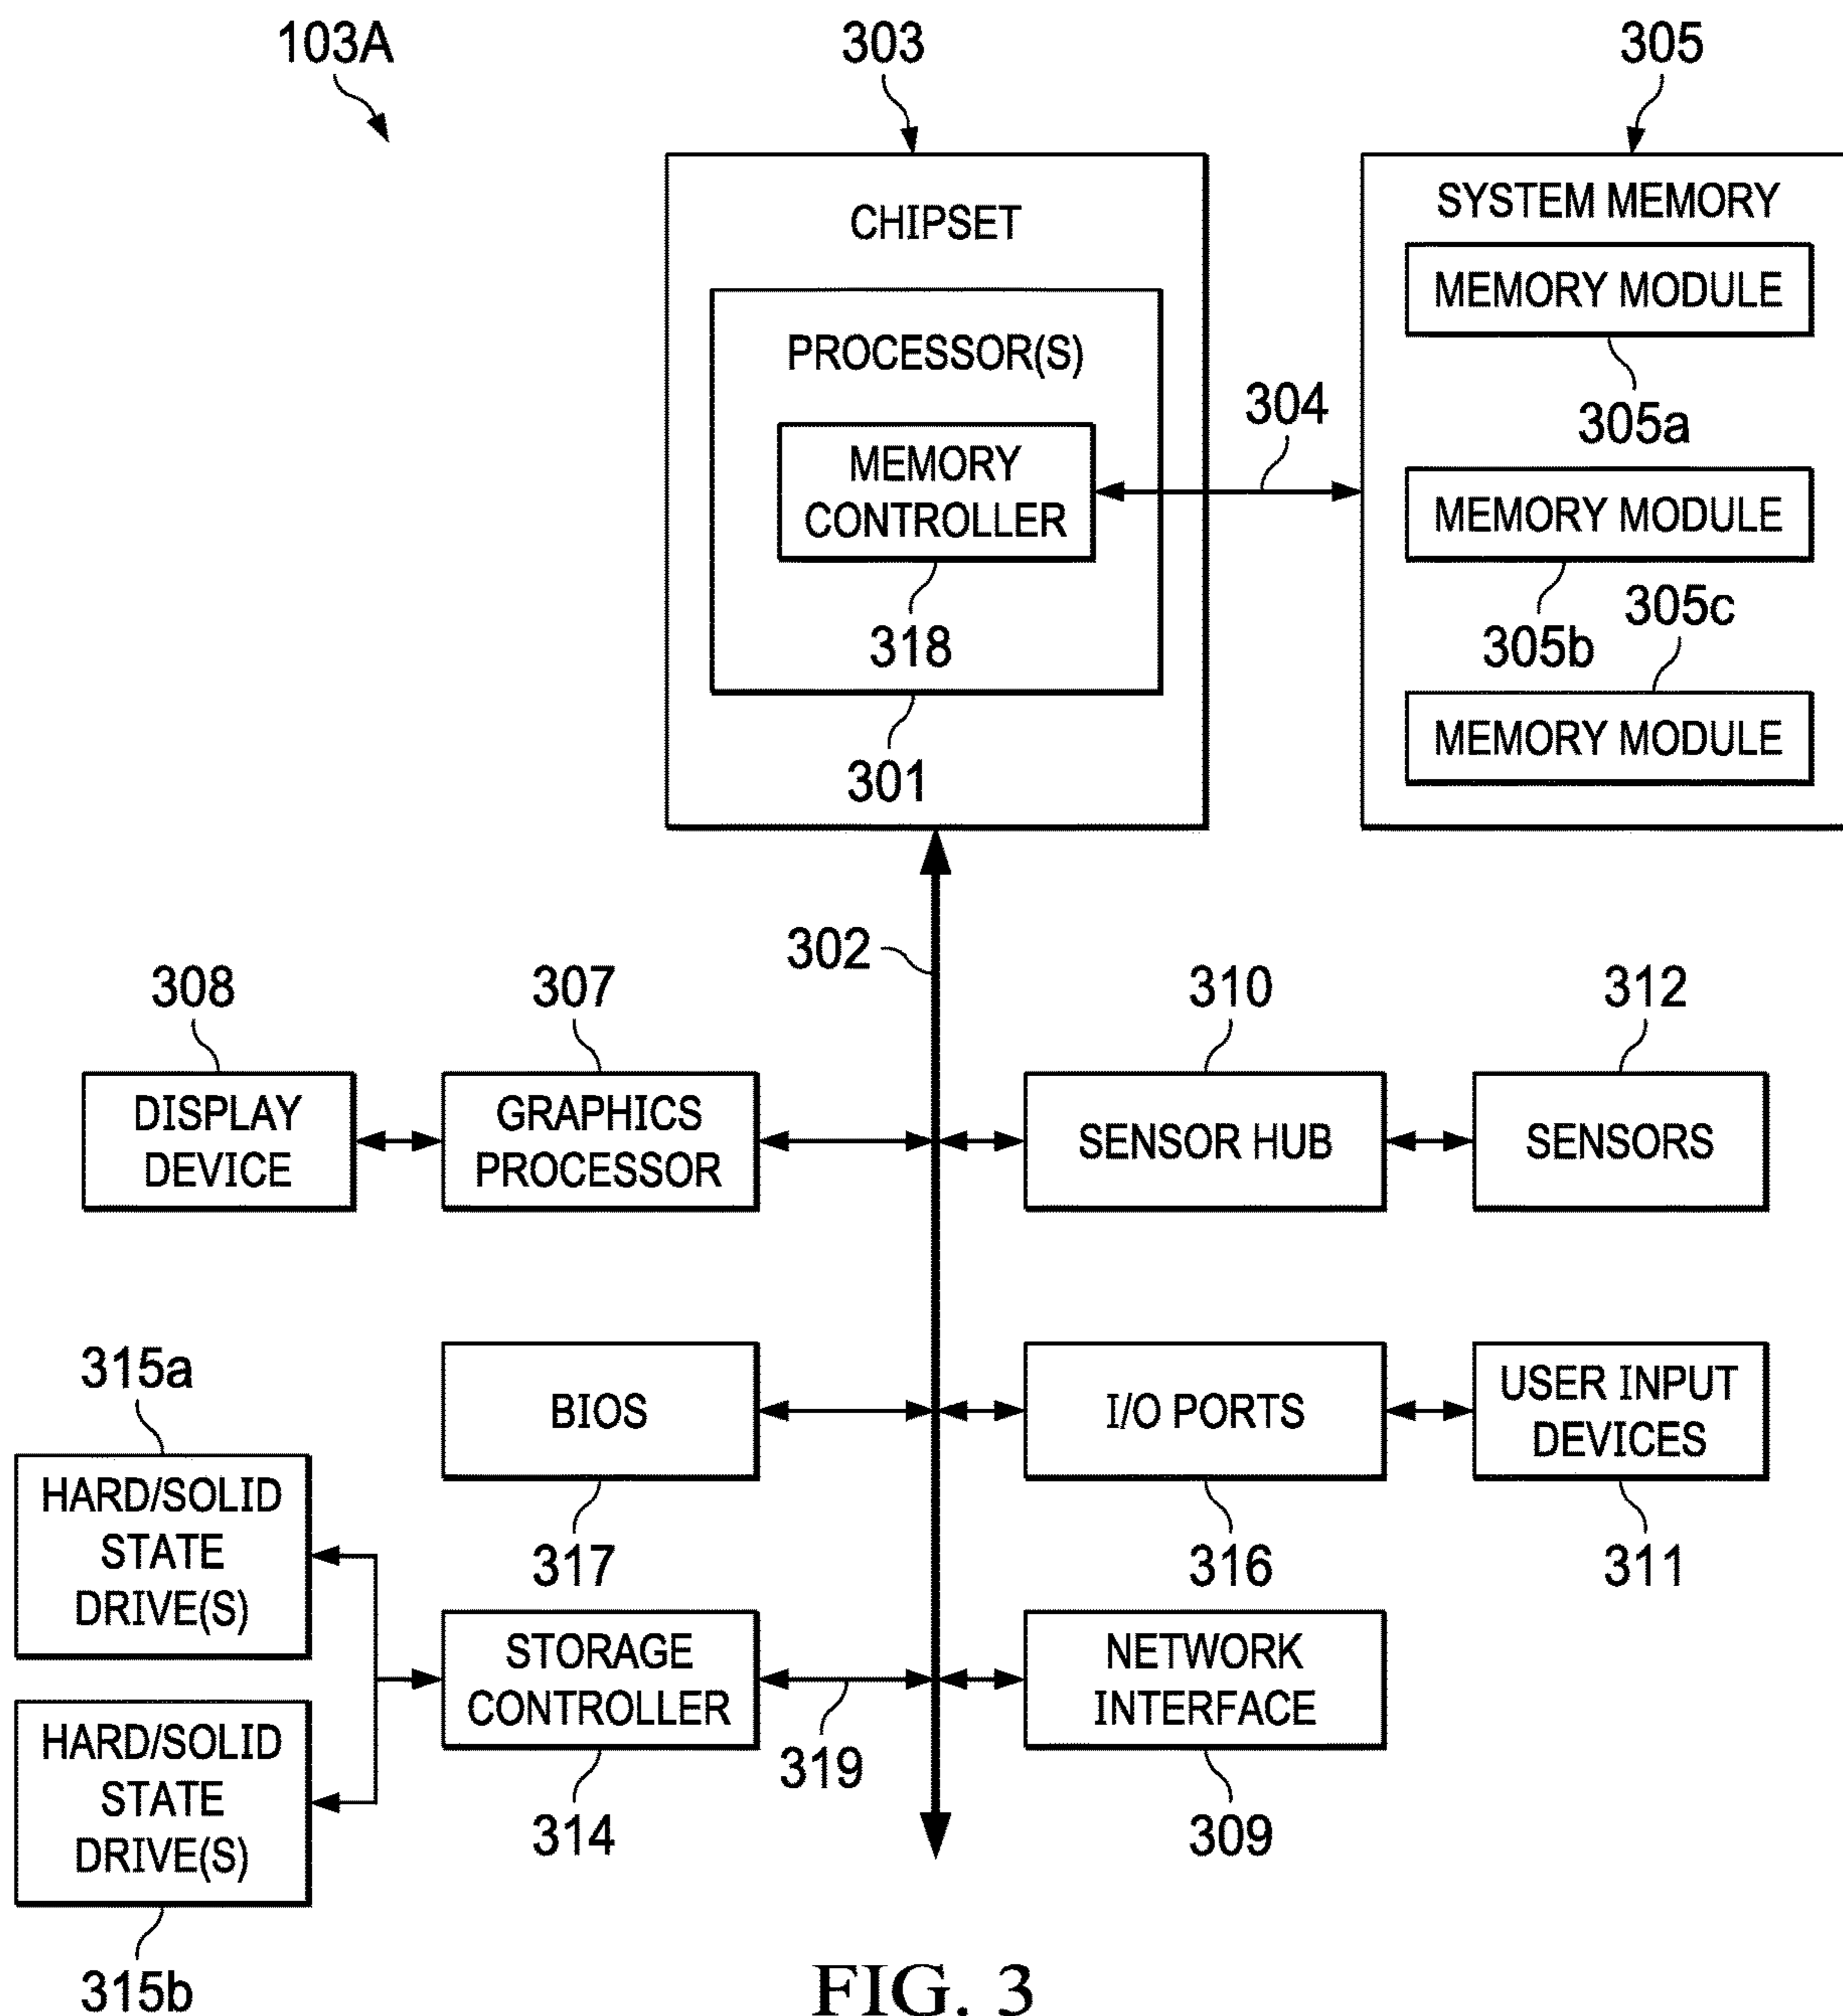 103A
303
305
CHIPSET
SYSTEM MEMORY
MEMORY MODULE
PROCESSOR(S)
305a
304
MEMORY
CONTROLLER
MEMORY MODULE
305c
318
305b
MEMORY MODULE
301
302
308
307
310
312
DISPLAY
DEVICE
GRAPHICS
PROCESSOR
SENSOR HUB
SENSORS
315a
BIOS
I/O PORTS
USER INPUT
DEVICES
HARD/SOLID
STATE
DRIVE(S)
317
316
311
STORAGE
CONTROLLER
NETWORK
INTERFACE
HARD/SOLID
STATE
DRIVE(S)
319
314
309
315b
FIG. 3